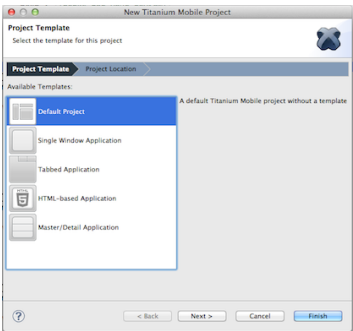 New Titanium Mobile Project
Project Template
Select the template for this project
Project Template Project Location
Available Templates:
Default Project
A default Titanium Mobile project without a template
Single Window Application
Tabbed Application
HTML
5
HTML-based Application
Master/Detail Application
?
< Back Next > Cancel Finish